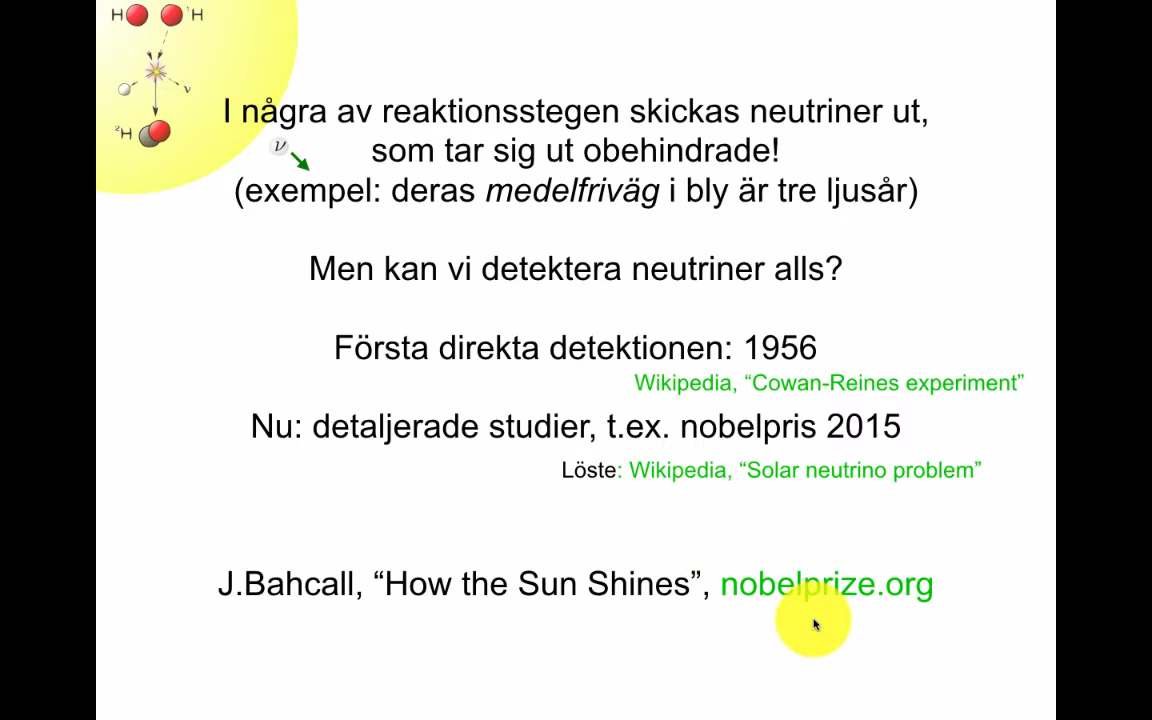 H ¹H
ν
²H
I några av reaktionsstegen skickas neutriner ut,
ν
som tar sig ut obehindrade!
(exempel: deras medelfriväg i bly är tre ljusår)
Men kan vi detektera neutriner alls?
Första direkta detektionen: 1956
Wikipedia, “Cowan-Reines experiment”
Nu: detaljerade studier, t.ex. nobelpris 2015
Löste: Wikipedia, “Solar neutrino problem”
J.Bahcall, “How the Sun Shines”, nobelprize.org